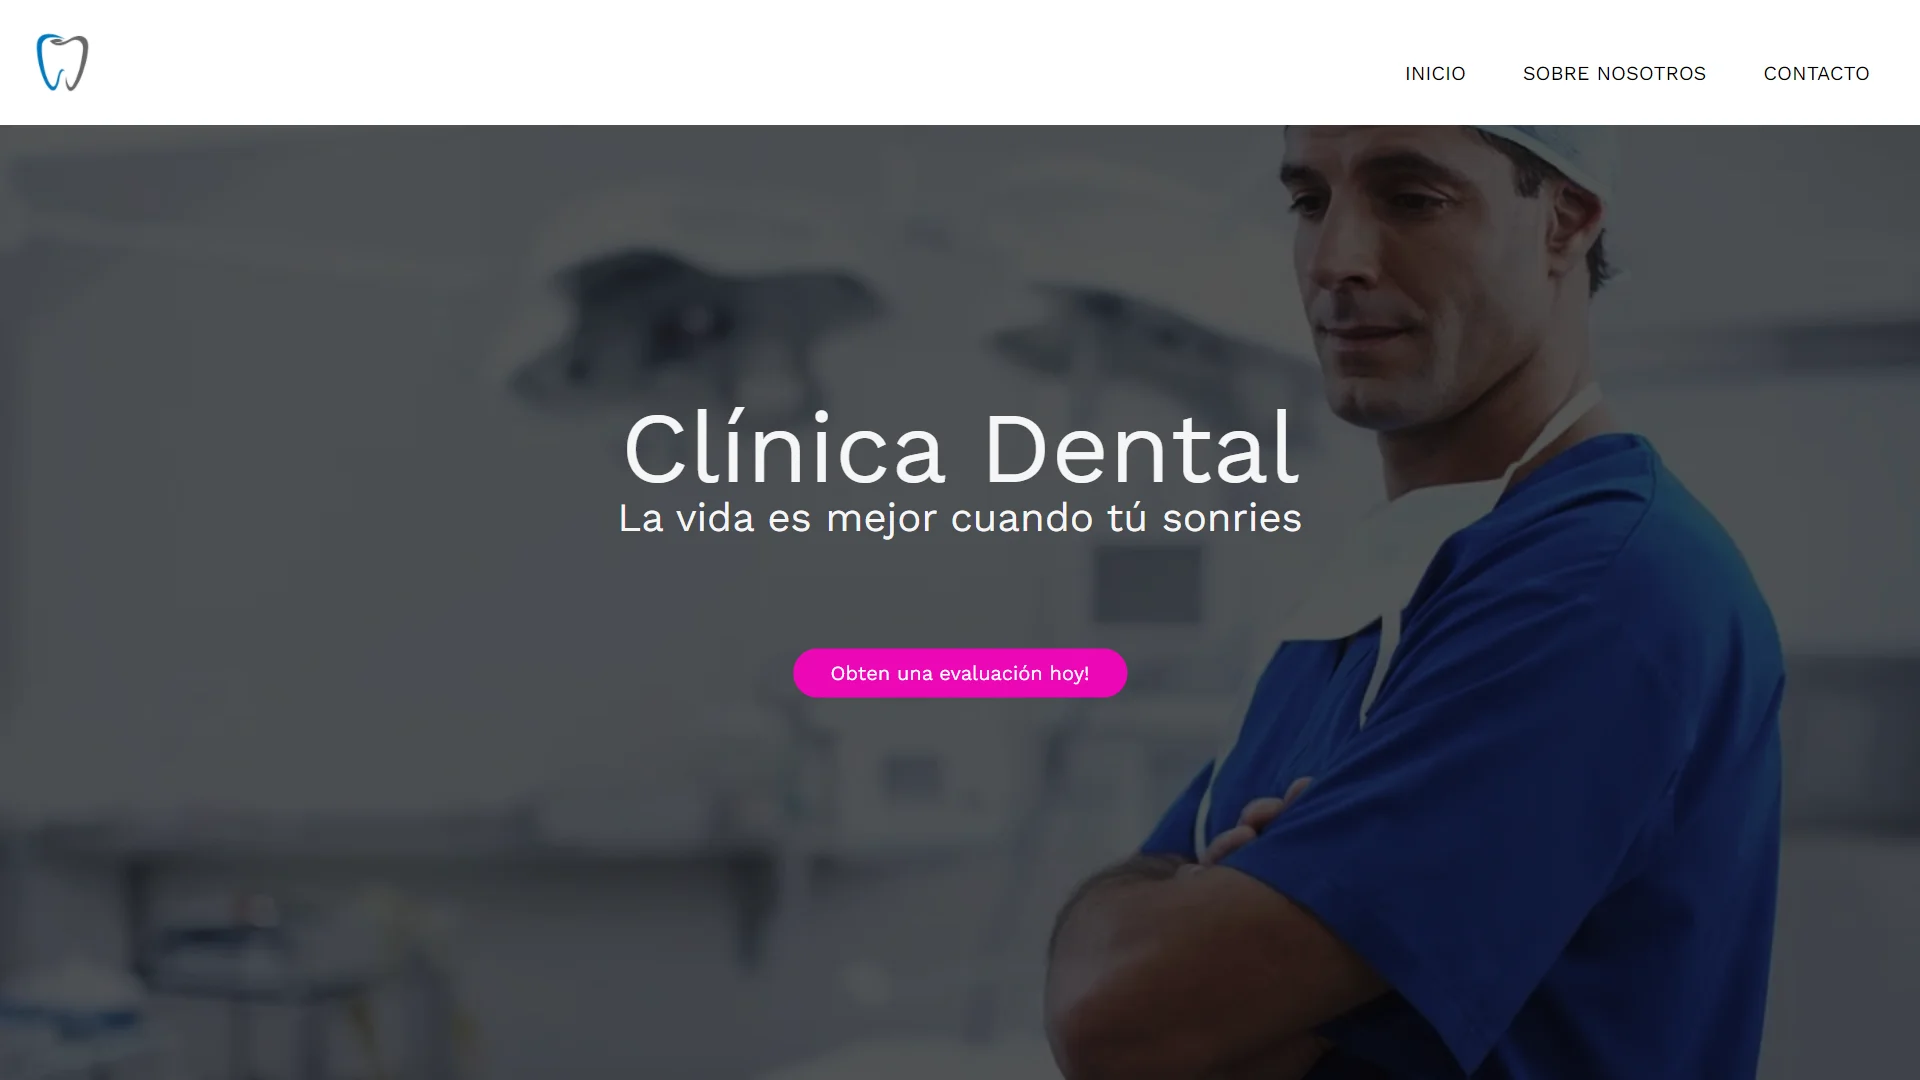 INICIO SOBRE NOSOTROS CONTACTO
Clínica Dental
La vida es mejor cuando tú sonries
Obten una evaluación hoy!